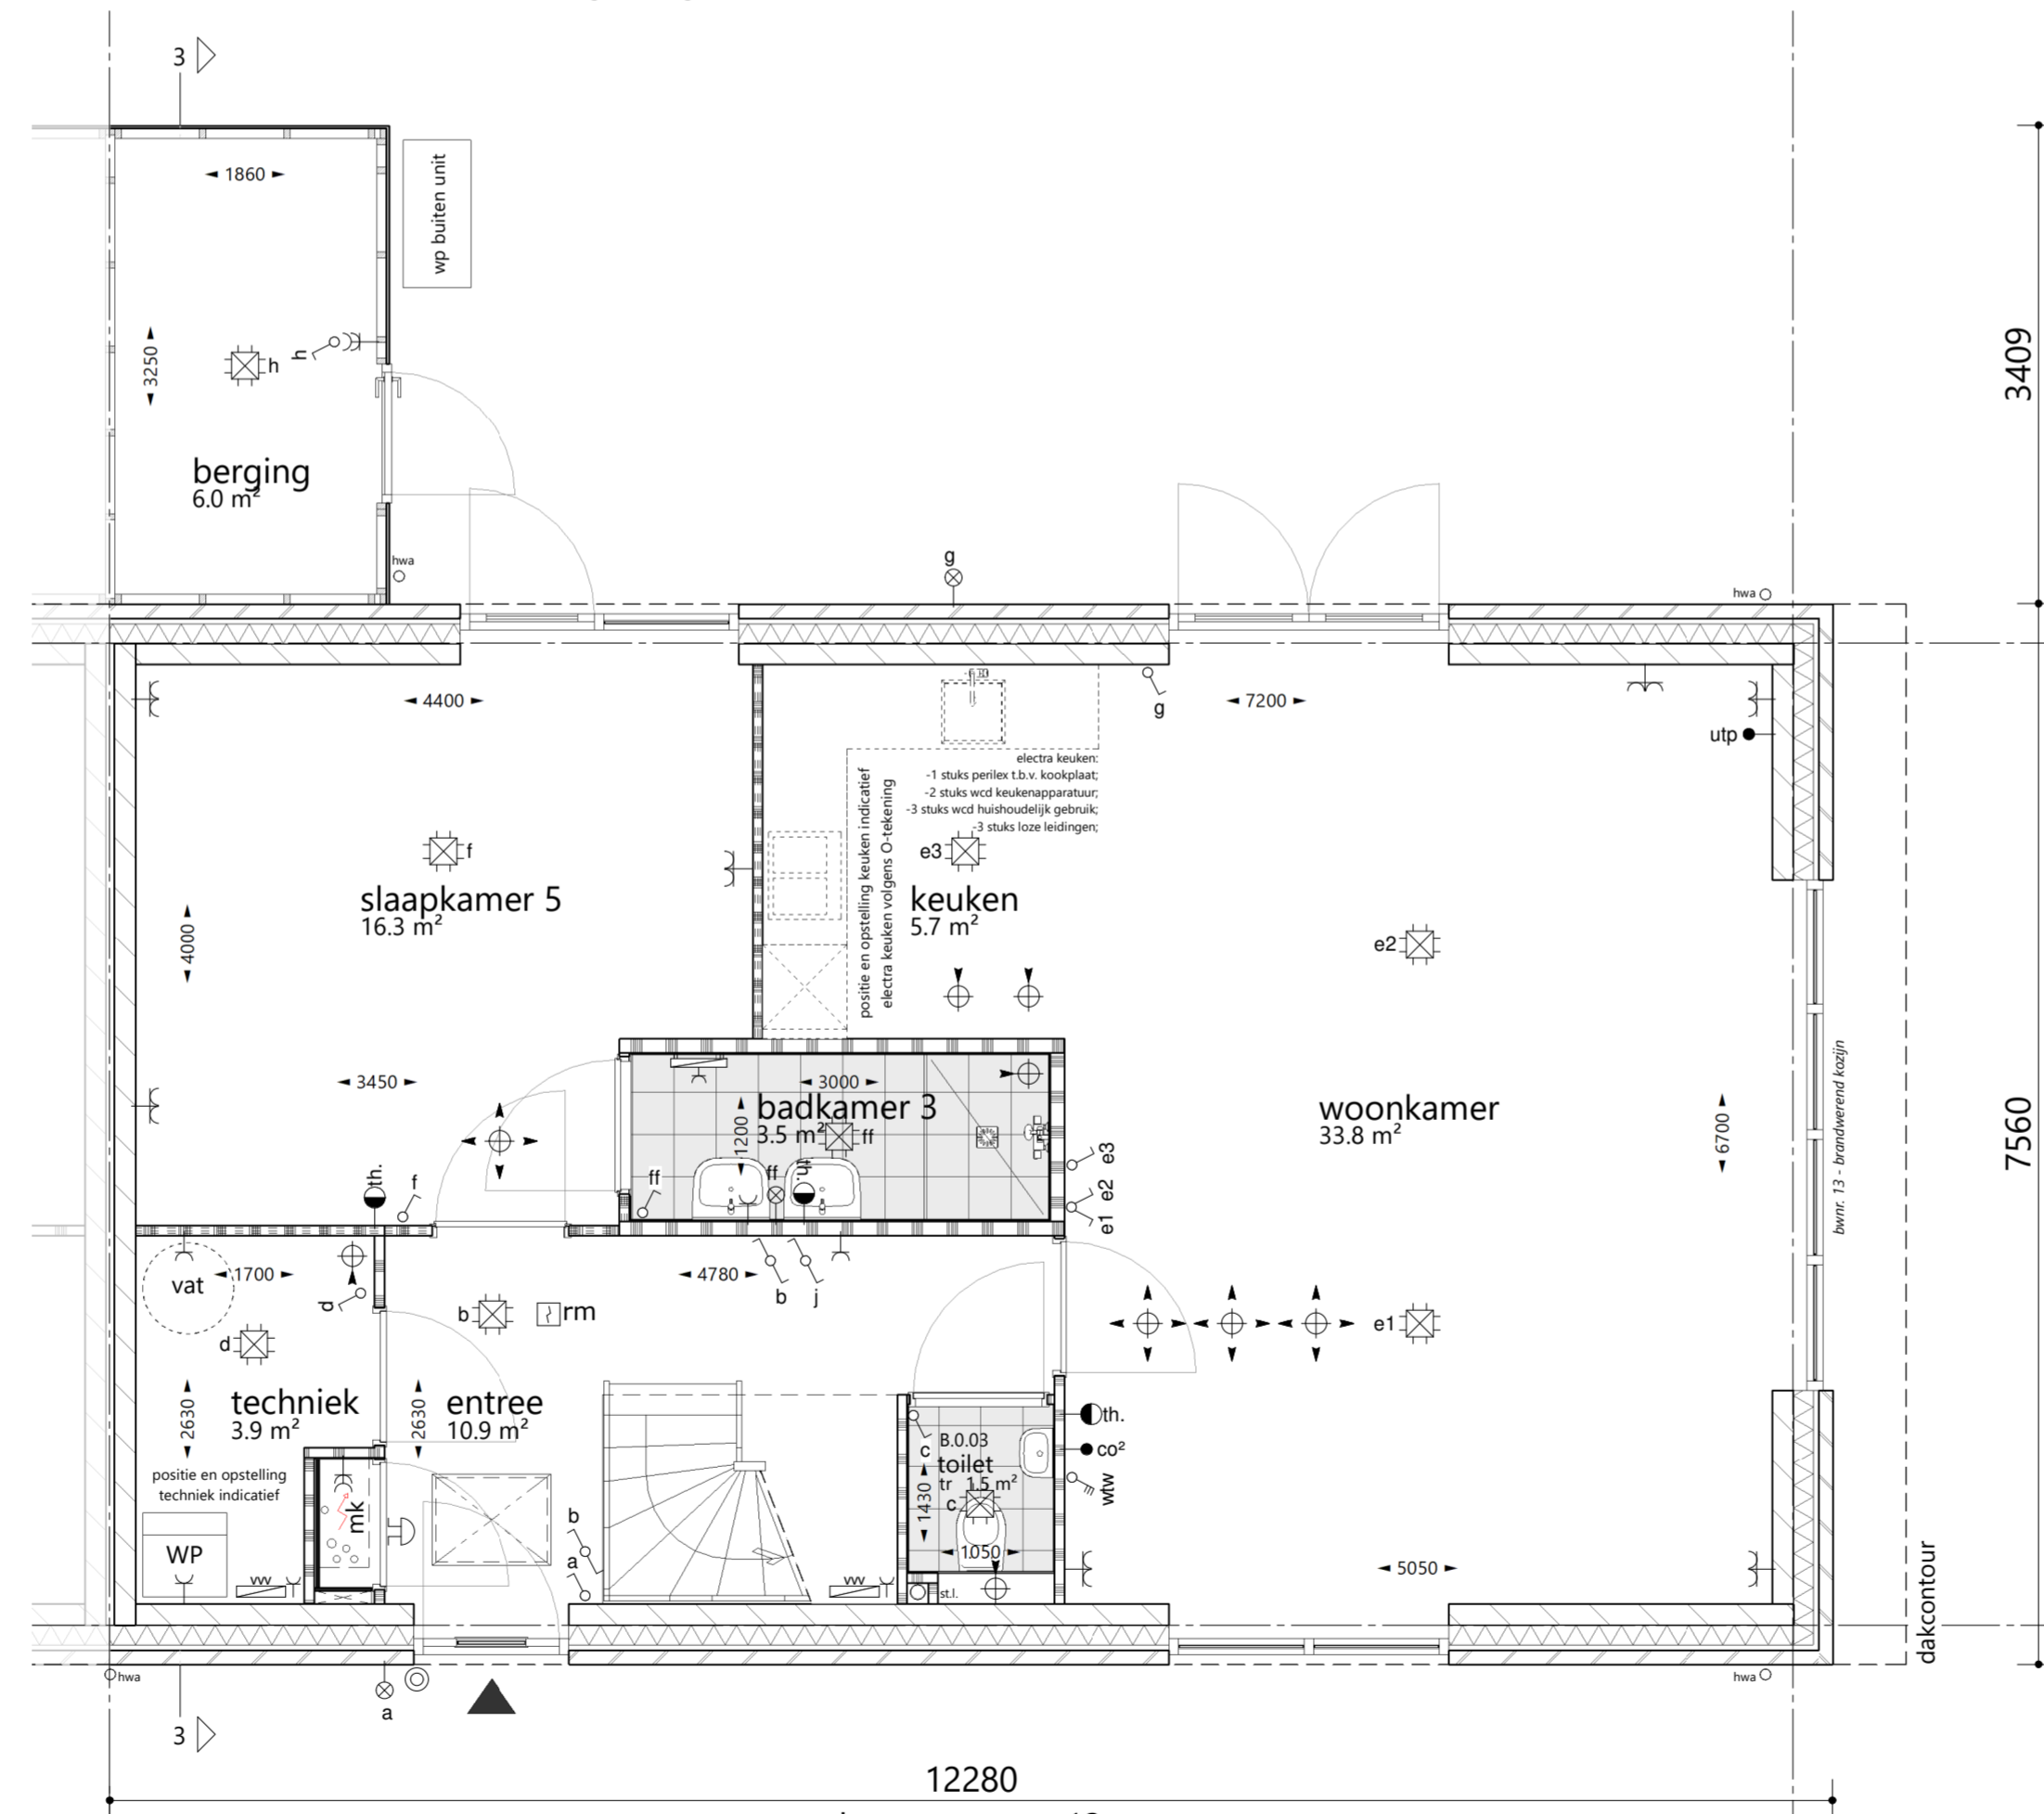 3
1860
wp buiten unit
3250
h
h
berging
6.0 m²
3409
hwa
g
hwa
4400
g
7200
utp
electra keuken:
-1 stuks perilex t.b.v. kookplaat;
-2 stuks wcd keukenapparatuur;
-3 stuks wcd huishoudelijk gebruik;
-3 stuks loze leidingen;
positie en opstelling keuken indicatief
electra keuken volgens O-tekening
f
e3
slaapkamer 5
16.3 m²
keuken
5.7 m²
e2
4000
3450
3000
badkamer 3
3.5 m²
ff
1200
woonkamer
33.8 m²
6700
bwnr. 13 - brandwerend kozijn
7560
th.
f
ff
ff
th.
e3
e2
e1
vat
1700
d
4780
b
j
b
rm
d
e1
techniek
3.9 m²
2630
2630
entree
10.9 m²
th.
co²
wtw
c
B.0.03
toilet
tr 1.5 m²
c
1430
1050
positie en opstelling
techniek indicatief
mk
WP
b
a
st.l.
5050
dakcontour
hwa
a
hwa
3
12280